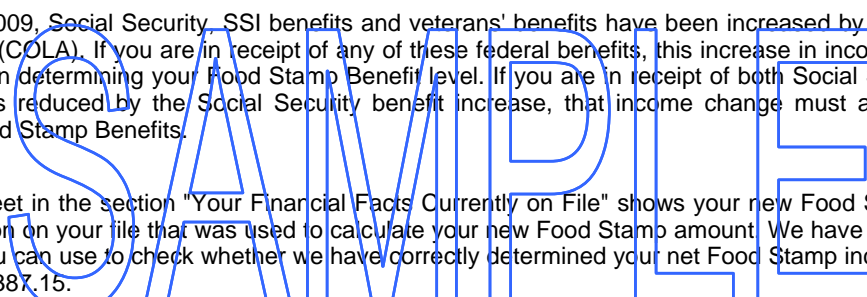 009, Social Security, SSI benefits and veterans' benefits have been increased by
(COLA). If you are in receipt of any of these federal benefits, this increase in inco
n determining your Food Stamp Benefit level. If you are in receipt of both Social
s reduced by the Social Security benefit increase, that income change must a
d Stamp Benefits.
eet in the section "Your Financial Facts Currently on File" shows your new Food S
on on your file that was used to calculate your new Food Stamp amount. We have
u can use to check whether we have correctly determined your net Food Stamp inc
887.15.
SAMPLE